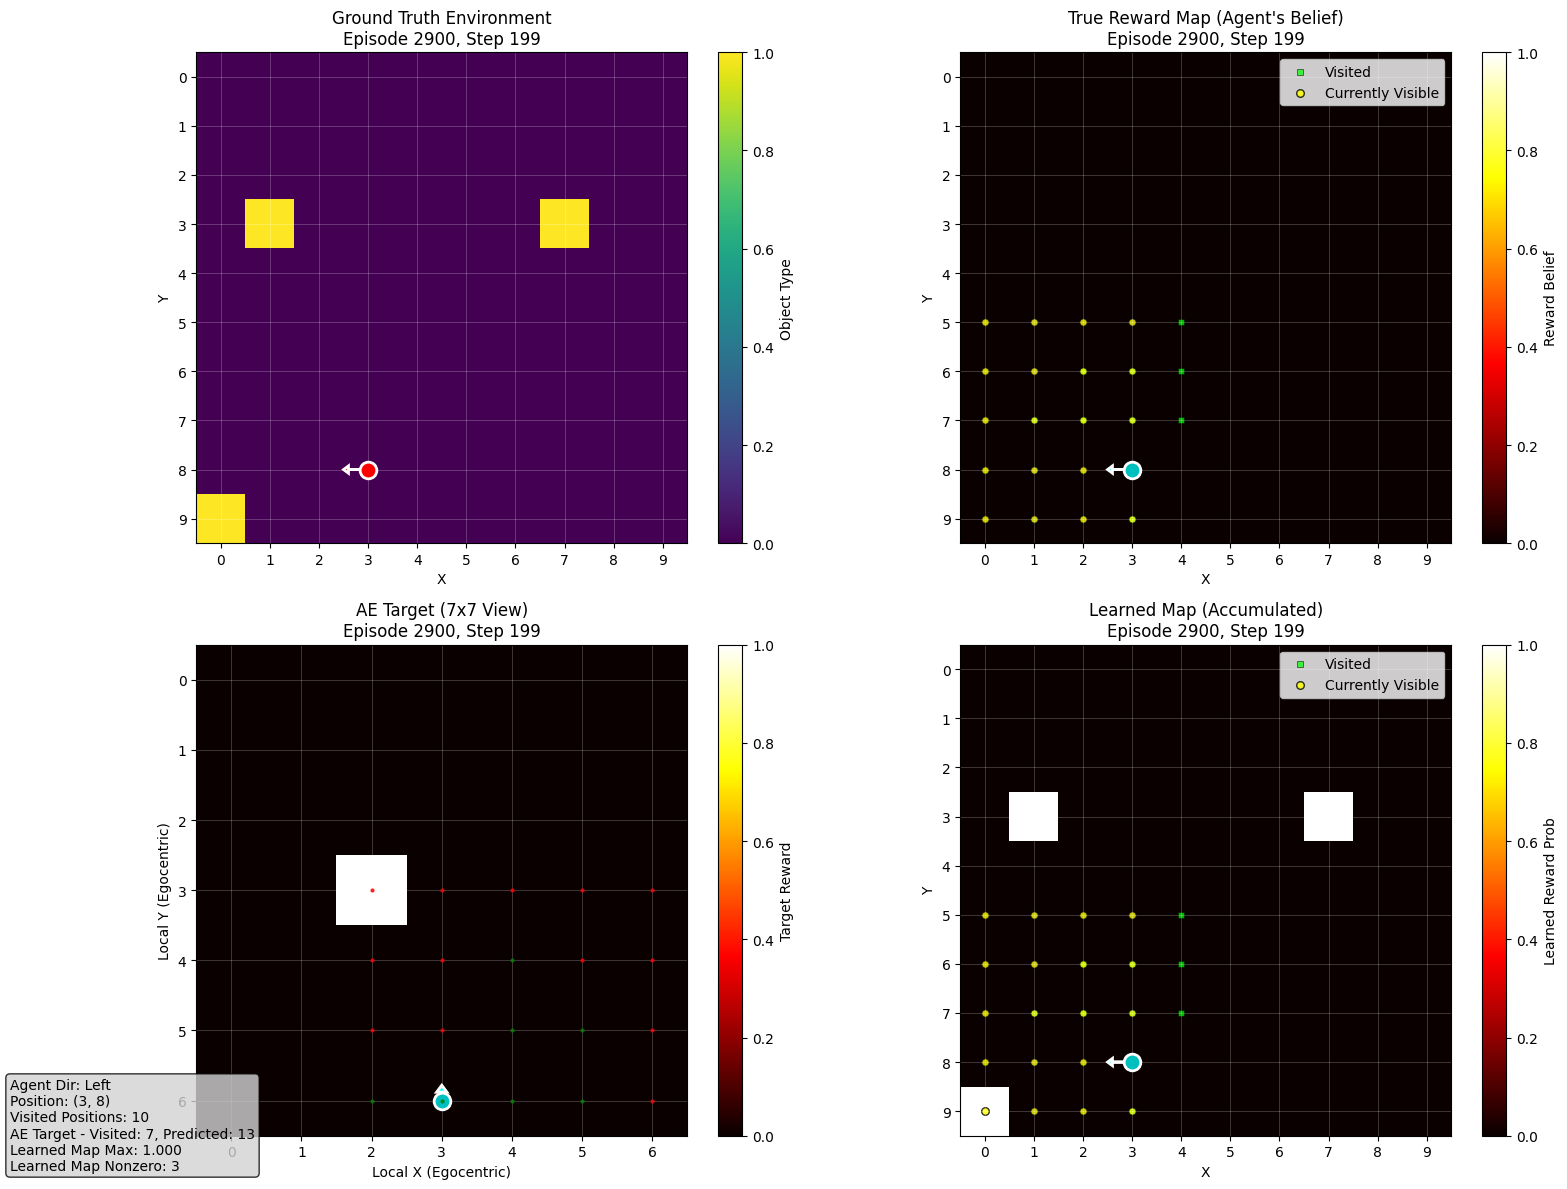 Ground Truth Environment
Episode 2900, Step 199
0
1
2
3
4
5
6
7
8
9
Y
0 1 2 3 4 5 6 7 8 9
X
1.0
0.8
0.6
0.4
0.2
0.0
Object Type
True Reward Map (Agent's Belief)
Episode 2900, Step 199
Visited
Currently Visible
0
1
2
3
4
5
6
7
8
9
Y
0 1 2 3 4 5 6 7 8 9
X
1.0
0.8
0.6
0.4
0.2
0.0
Reward Belief
AE Target (7x7 View)
Episode 2900, Step 199
0
1
2
3
4
5
6
Local Y (Egocentric)
0 1 2 3 4 5 6
Local X (Egocentric)
1.0
0.8
0.6
0.4
0.2
0.0
Target Reward
Agent Dir: Left
Position: (3, 8)
Visited Positions: 10
AE Target - Visited: 7, Predicted: 13
Learned Map Max: 1.000
Learned Map Nonzero: 3
Learned Map (Accumulated)
Episode 2900, Step 199
Visited
Currently Visible
0
1
2
3
4
5
6
7
8
9
Y
0 1 2 3 4 5 6 7 8 9
X
1.0
0.8
0.6
0.4
0.2
0.0
Learned Reward Prob